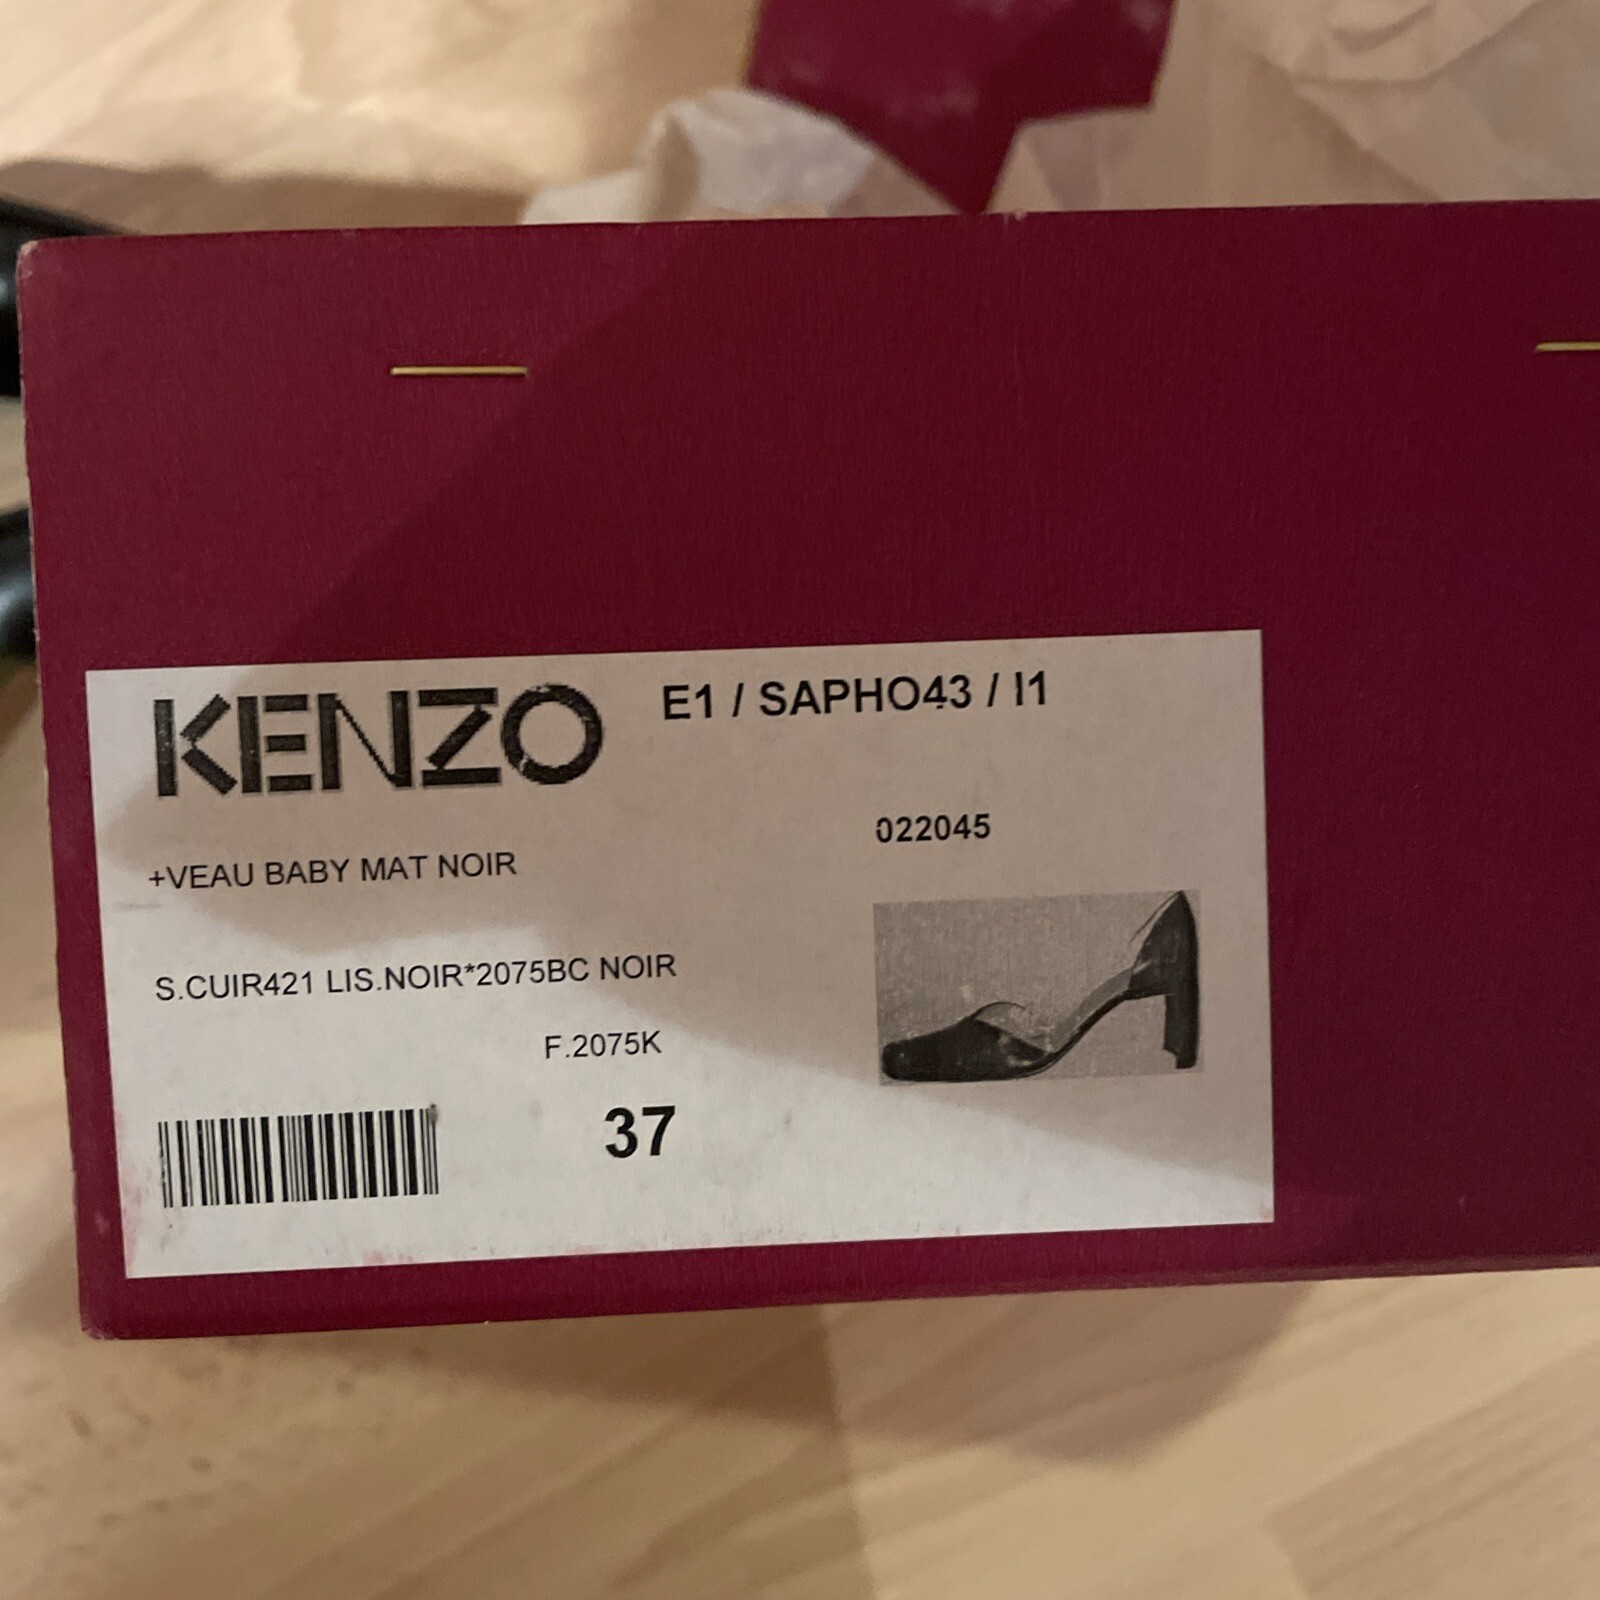 KENZO
E1 / SAPHO43 / I1
022045
+VEAU BABY MAT NOIR
S.CUIR421 LIS.NOIR*2075BC NOIR
F.2075K
37